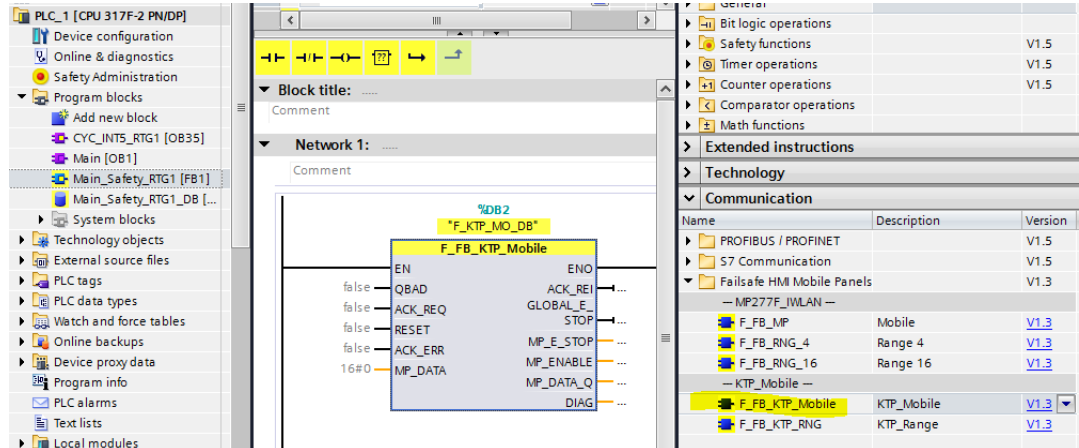 PLC_1 [CPU 317F-2 PN/DP]
Device configuration
Online & diagnostics
Safety Administration
Program blocks
Add new block
CYC_INT5_RTG1 [OB35]
Main [OB1]
Main_Safety_RTG1 [FB1]
Main_Safety_RTG1_DB [...
System blocks
Technology objects
External source files
PLC tags
PLC data types
Watch and force tables
Online backups
Device proxy data
Program info
PLC alarms
Text lists
Local modules
??
Block title: .....
Comment
Network 1: .....
Comment
%DB2
"F_KTP_MO_DB"
F_FB_KTP_Mobile
EN ENO
false QBAD ACK_REI ...
false ACK_REQ GLOBAL_E_
STOP ...
false RESET
false ACK_ERR MP_E_STOP ...
16#0 MP_DATA MP_ENABLE ...
MP_DATA_Q ...
DIAG ...
General
Bit logic operations
Safety functions V1.5
Timer operations V1.5
Counter operations V1.5
Comparator operations
Math functions
Extended instructions
Technology
Communication
Name Description Version
PROFIBUS / PROFINET V1.5
S7 Communication V1.5
Failsafe HMI Mobile Panels V1.3
— MP277F_IWLAN —
F_FB_MP Mobile V1.3
F_FB_RNG_4 Range 4 V1.3
F_FB_RNG_16 Range 16 V1.3
— KTP_Mobile —
F_FB_KTP_Mobile KTP_Mobile V1.3
F_FB_KTP_RNG KTP_Range V1.3